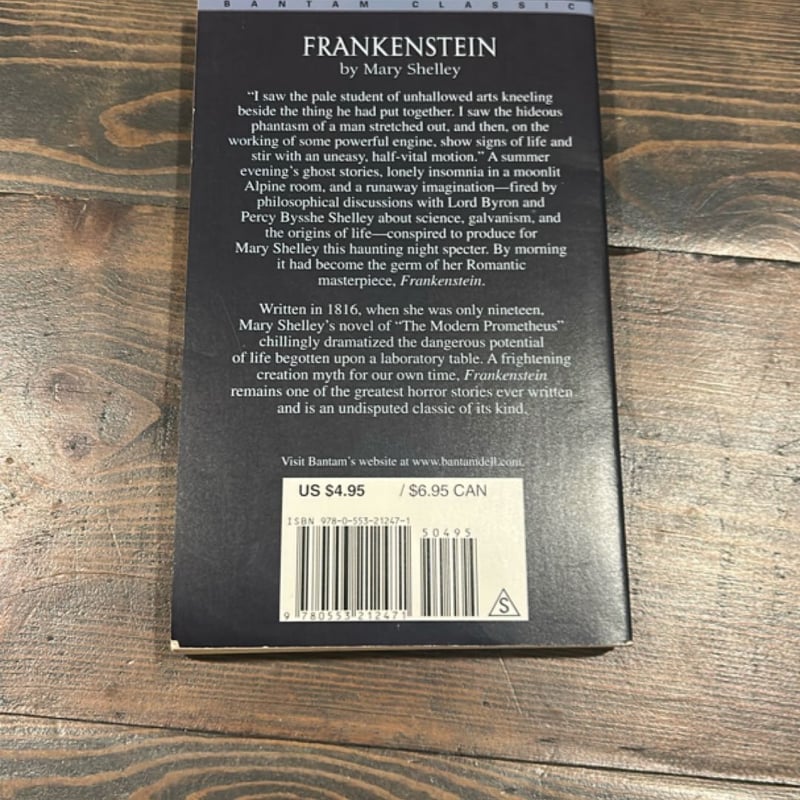 BANTAM CLASSIC
FRANKENSTEIN
by Mary Shelley
“I saw the pale student of unhallowed arts kneeling
beside the thing he had put together. I saw the hideous
phantasm of a man stretched out, and then, on the
working of some powerful engine, show signs of life and
stir with an uneasy, half-vital motion.” A summer
evening’s ghost stories, lonely insomnia in a moonlit
Alpine room, and a runaway imagination—fired by
philosophical discussions with Lord Byron and
Percy Bysshe Shelley about science, galvanism, and
the origins of life—conspired to produce for
Mary Shelley this haunting night specter. By morning
it had become the germ of her Romantic
masterpiece, Frankenstein.
Written in 1816, when she was only nineteen,
Mary Shelley’s novel of “The Modern Prometheus”
chillingly dramatized the dangerous potential
of life begotten upon a laboratory table. A frightening
creation myth for our own time, Frankenstein
remains one of the greatest horror stories ever written
and is an undisputed classic of its kind.
Visit Bantam’s website at www.bantamdell.com.
US $4.95 / $6.95 CAN
ISBN 978-0-553-21247-1
50495
9 780553 212471
S